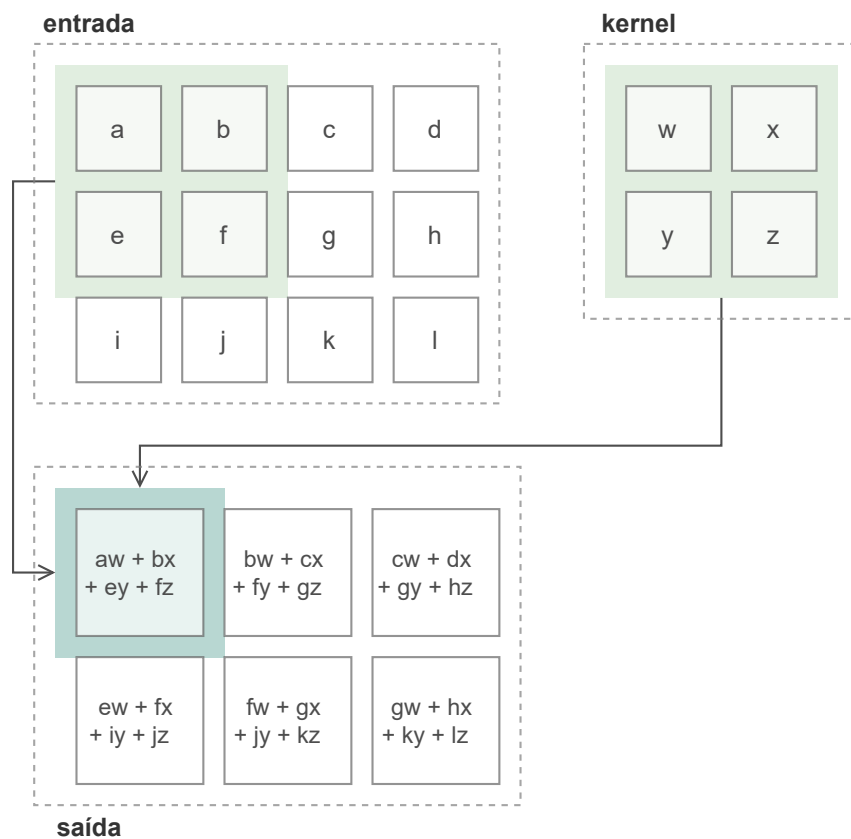 entrada
kernel
a
b
c
d
w
x
e
f
g
h
y
z
i
j
k
l
aw + bx
+ ey + fz
bw + cx
+ fy + gz
cw + dx
+ gy + hz
ew + fx
+ iy + jz
fw + gx
+ jy + kz
gw + hx
+ ky + lz
saída